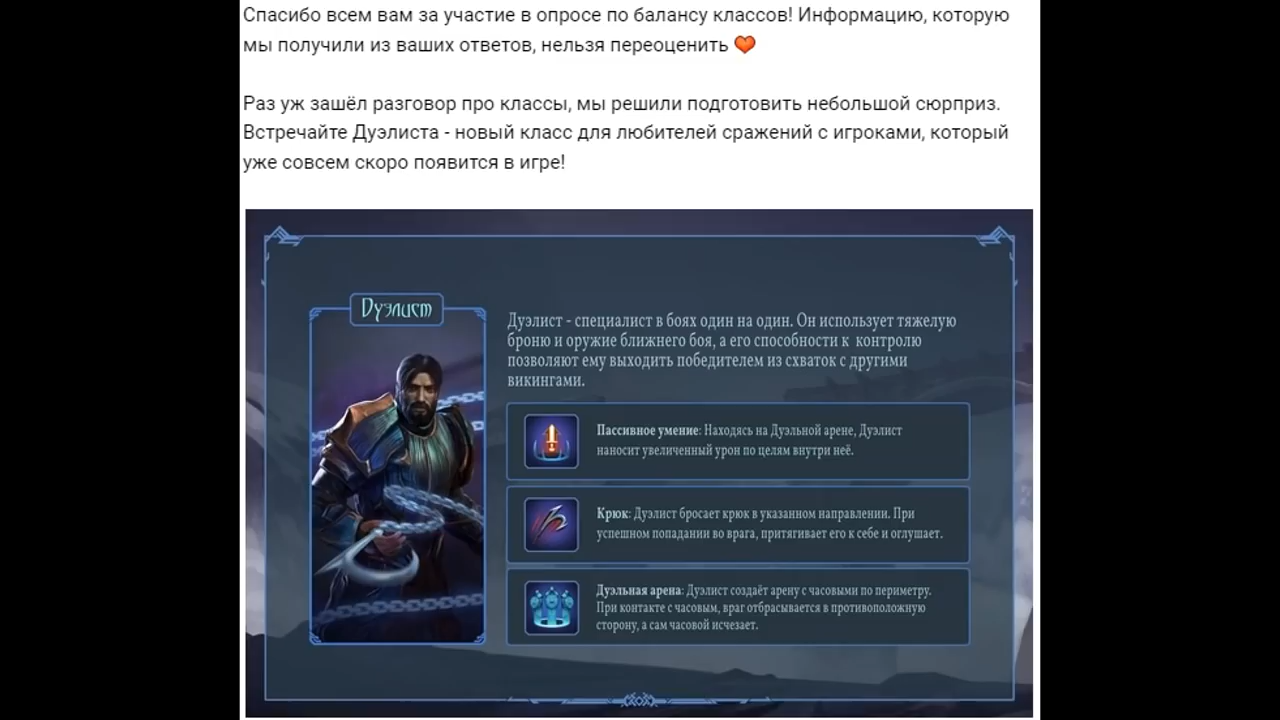 Спасибо всем вам за участие в опросе по балансу классов! Информацию, которую
мы получили из ваших ответов, нельзя переоценить ❤
Раз уж зашёл разговор про классы, мы решили подготовить небольшой сюрприз.
Встречайте Дуэлиста - новый класс для любителей сражений с игроками, который
уже совсем скоро появится в игре!
Дуэлист
Дуэлист - специалист в боях один на один. Он использует тяжелую
броню и оружие ближнего боя, а его способности к контролю
позволяют ему выходить победителем из схваток с другими
викингами.
Пассивное умение: Находясь на Дуэльной арене, Дуэлист
наносит увеличенный урон по целям внутри неё.
Крюк: Дуэлист бросает крюк в указанном направлении. При
успешном попадании во врага, притягивает его к себе и оглушает.
Дуэльная арена: Дуэлист создаёт арену с часовыми по периметру.
При контакте с часовым, враг отбрасывается в противоположную
сторону, а сам часовой исчезает.